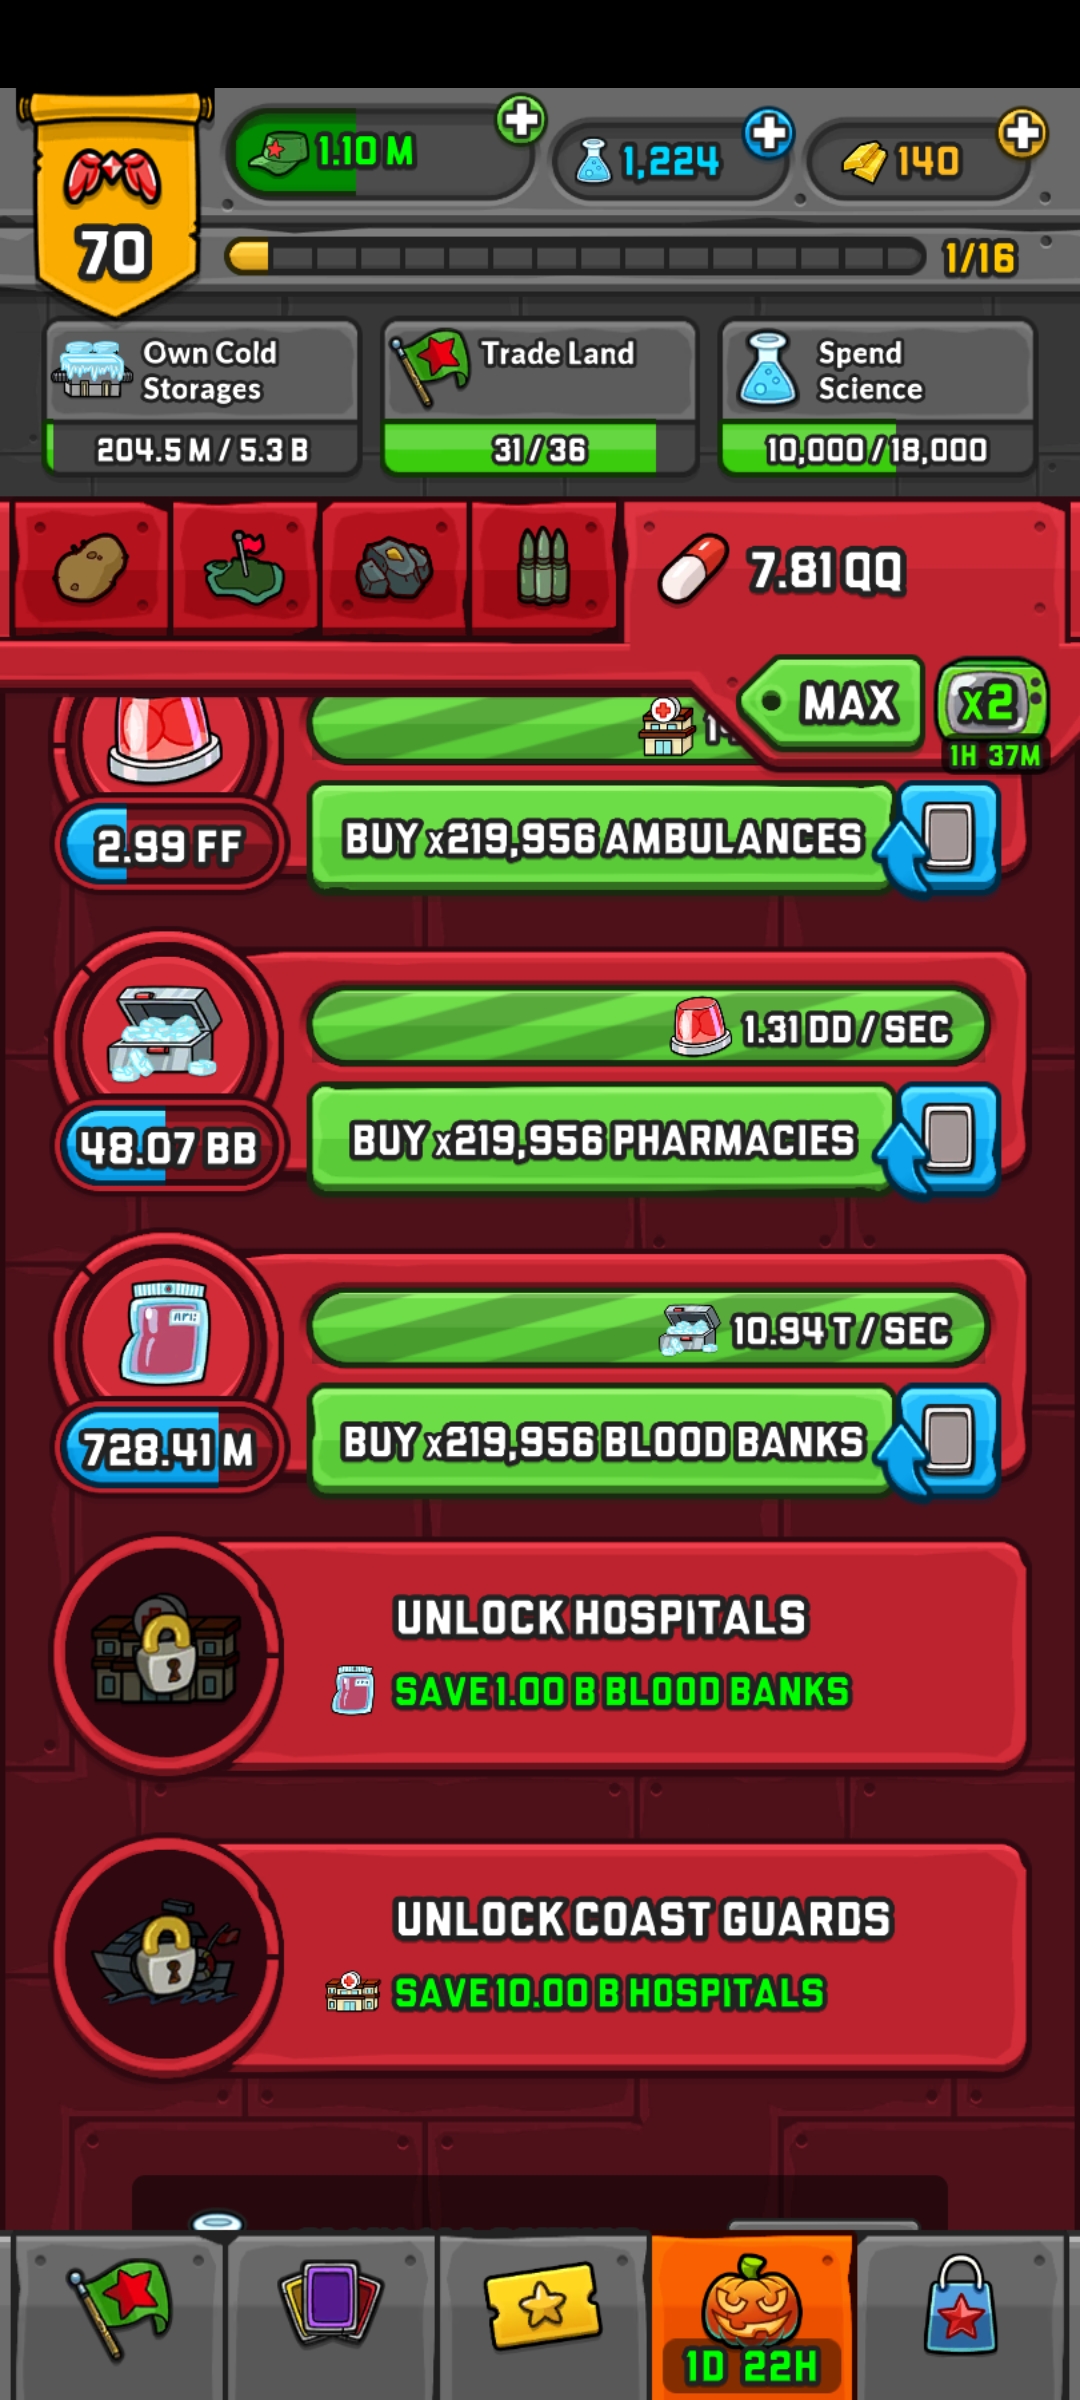 70
1.10 M
1,224
140
1/16
Own Cold
Storages
204.5 M / 5.3 B
Trade Land
31 / 36
Spend
Science
10,000 / 18,000
7.81 QQ
MAX
x2
1H 37M
2.99 FF
BUY x219,956 AMBULANCES
1.31 DD / SEC
48.07 BB
BUY x219,956 PHARMACIES
10.94 T / SEC
728.41 M
BUY x219,956 BLOOD BANKS
UNLOCK HOSPITALS
SAVE 1.00 B BLOOD BANKS
UNLOCK COAST GUARDS
SAVE 10.00 B HOSPITALS
1D 22H